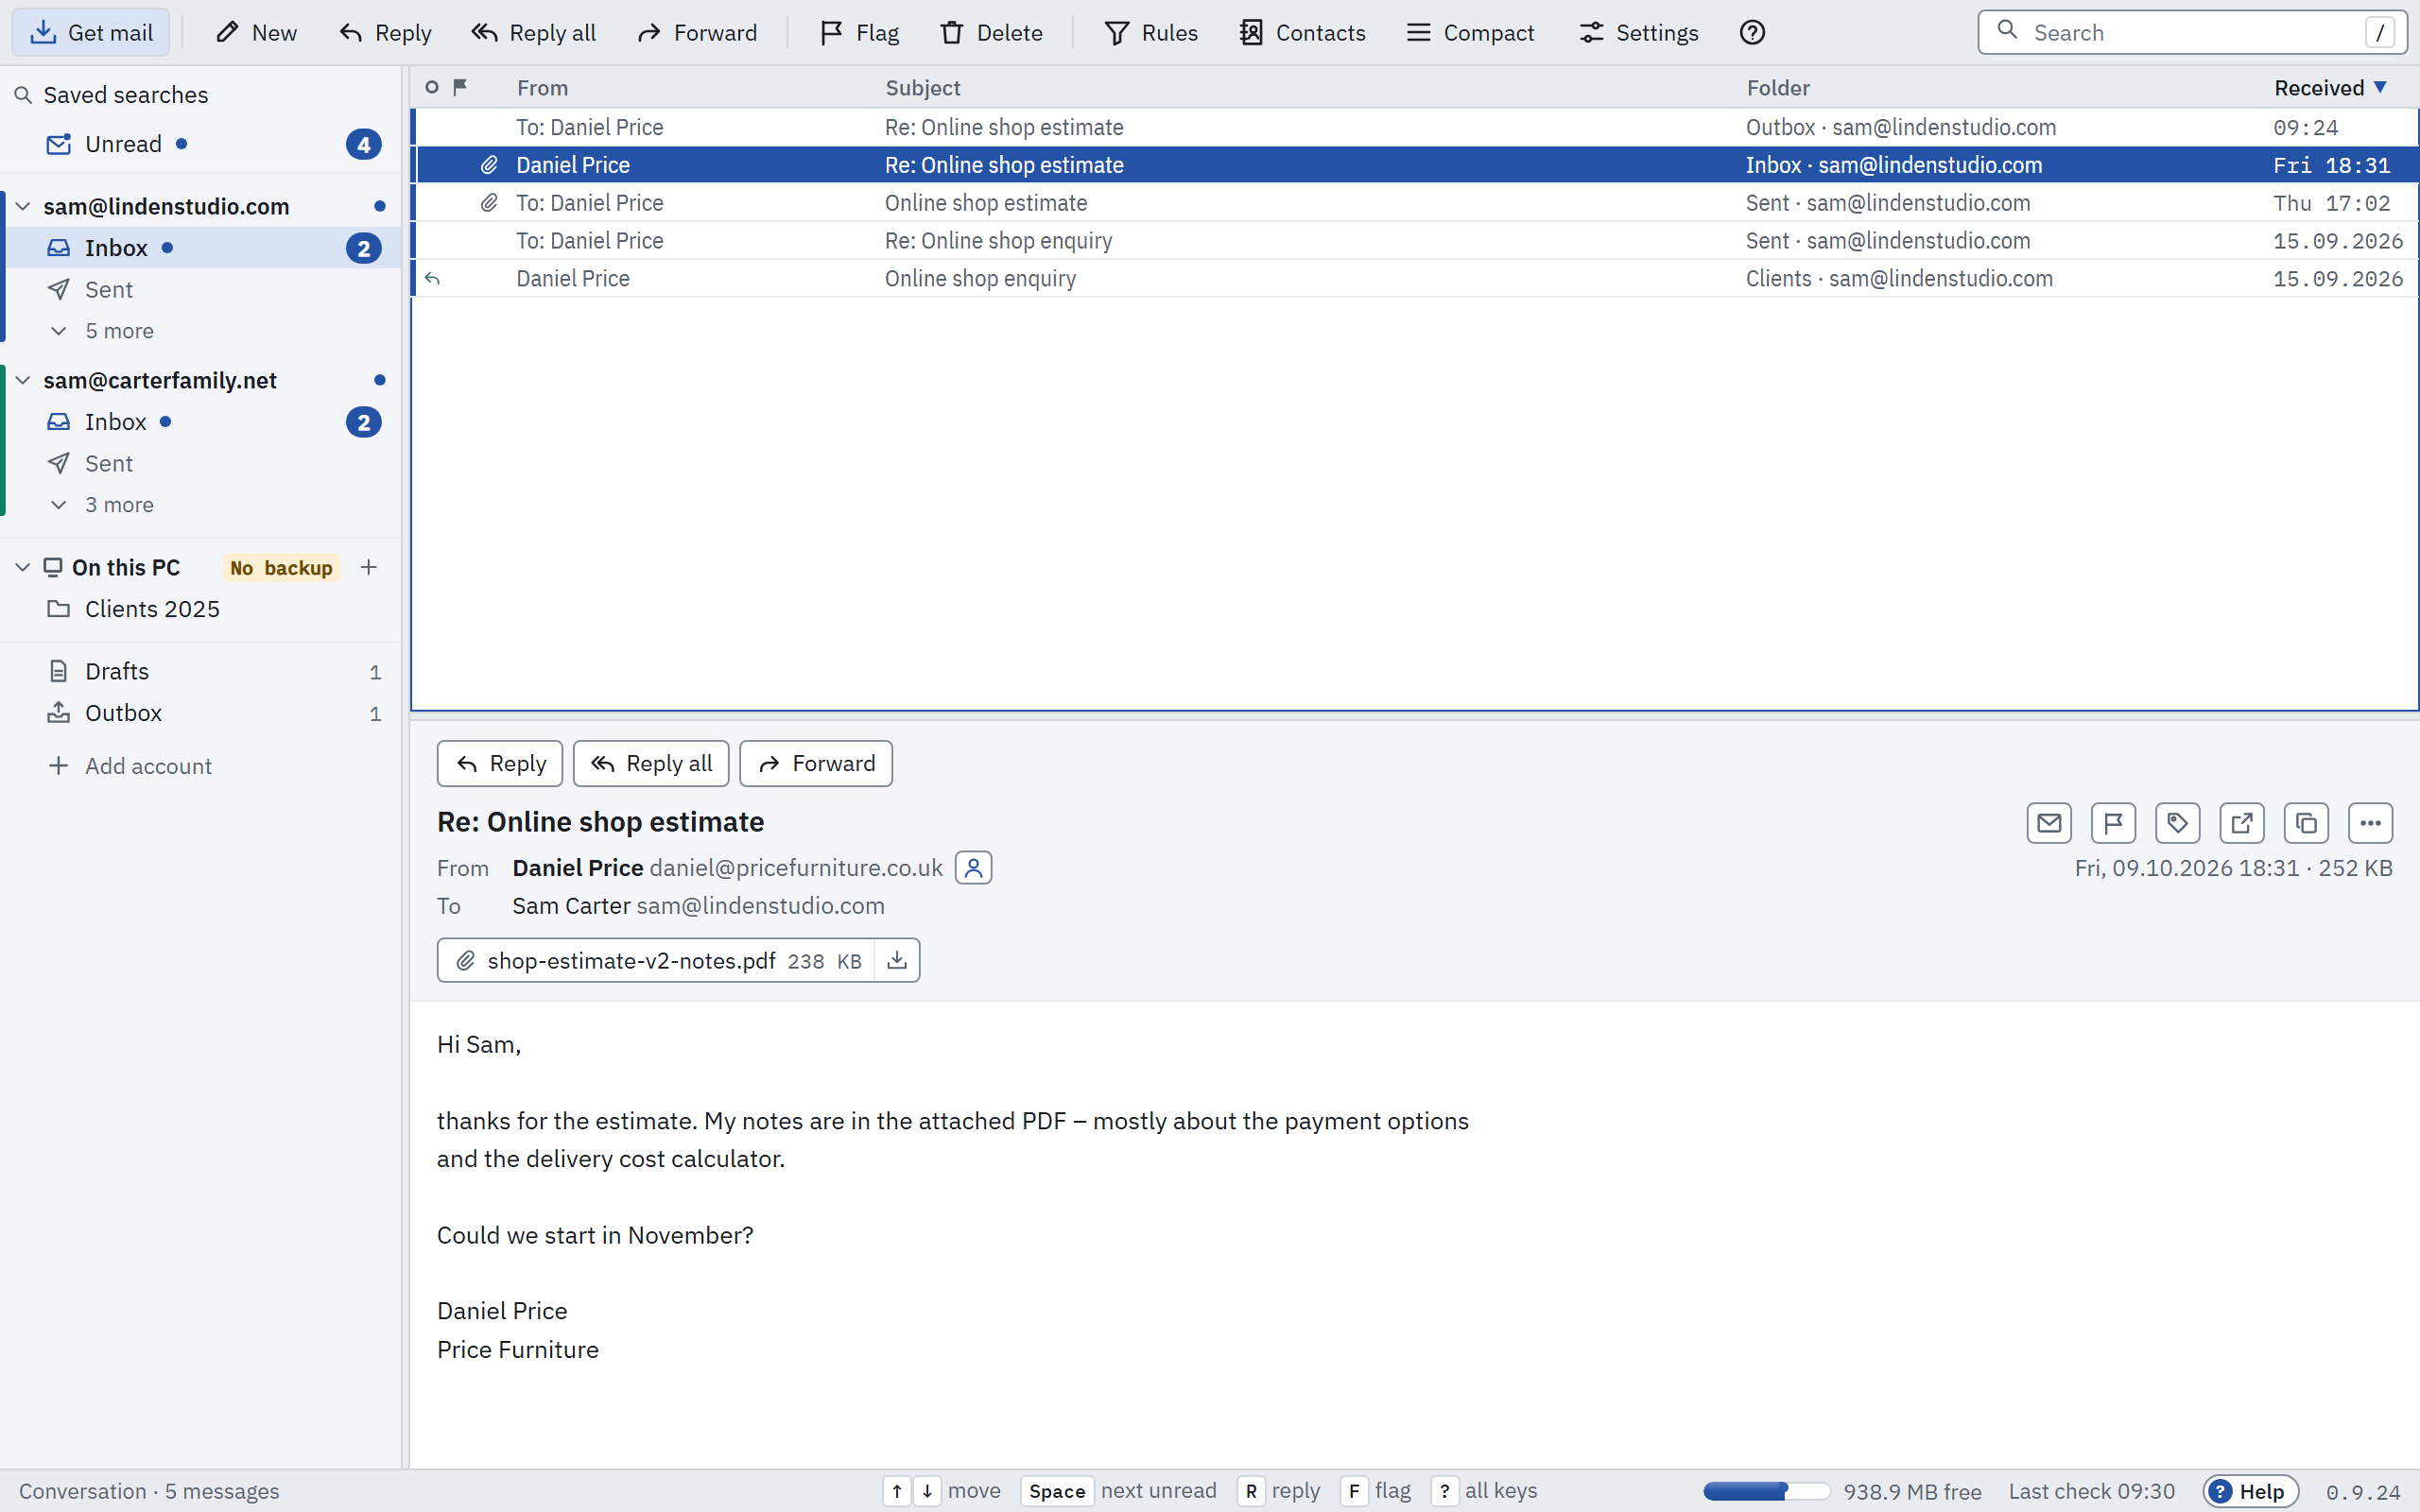 Get mail New Reply Reply all Forward Flag Delete Rules Contacts Compact Settings Search /
Saved searches
Unread 4
sam@lindenstudio.com
Inbox 2
Sent
5 more
sam@carterfamily.net
Inbox 2
Sent
3 more
On this PC No backup
Clients 2025
Drafts 1
Outbox 1
Add account
From Subject Folder Received
To: Daniel Price Re: Online shop estimate Outbox · sam@lindenstudio.com 09:24
Daniel Price Re: Online shop estimate Inbox · sam@lindenstudio.com Fri 18:31
To: Daniel Price Online shop estimate Sent · sam@lindenstudio.com Thu 17:02
To: Daniel Price Re: Online shop enquiry Sent · sam@lindenstudio.com 15.09.2026
Daniel Price Online shop enquiry Clients · sam@lindenstudio.com 15.09.2026
Reply Reply all Forward
Re: Online shop estimate
From Daniel Price daniel@pricefurniture.co.uk Fri, 09.10.2026 18:31 · 252 KB
To Sam Carter sam@lindenstudio.com
shop-estimate-v2-notes.pdf 238 KB
Hi Sam,
thanks for the estimate. My notes are in the attached PDF – mostly about the payment options
and the delivery cost calculator.
Could we start in November?
Daniel Price
Price Furniture
Conversation · 5 messages ↑ ↓ move Space next unread R reply F flag ? all keys 938.9 MB free Last check 09:30 ? Help 0.9.24